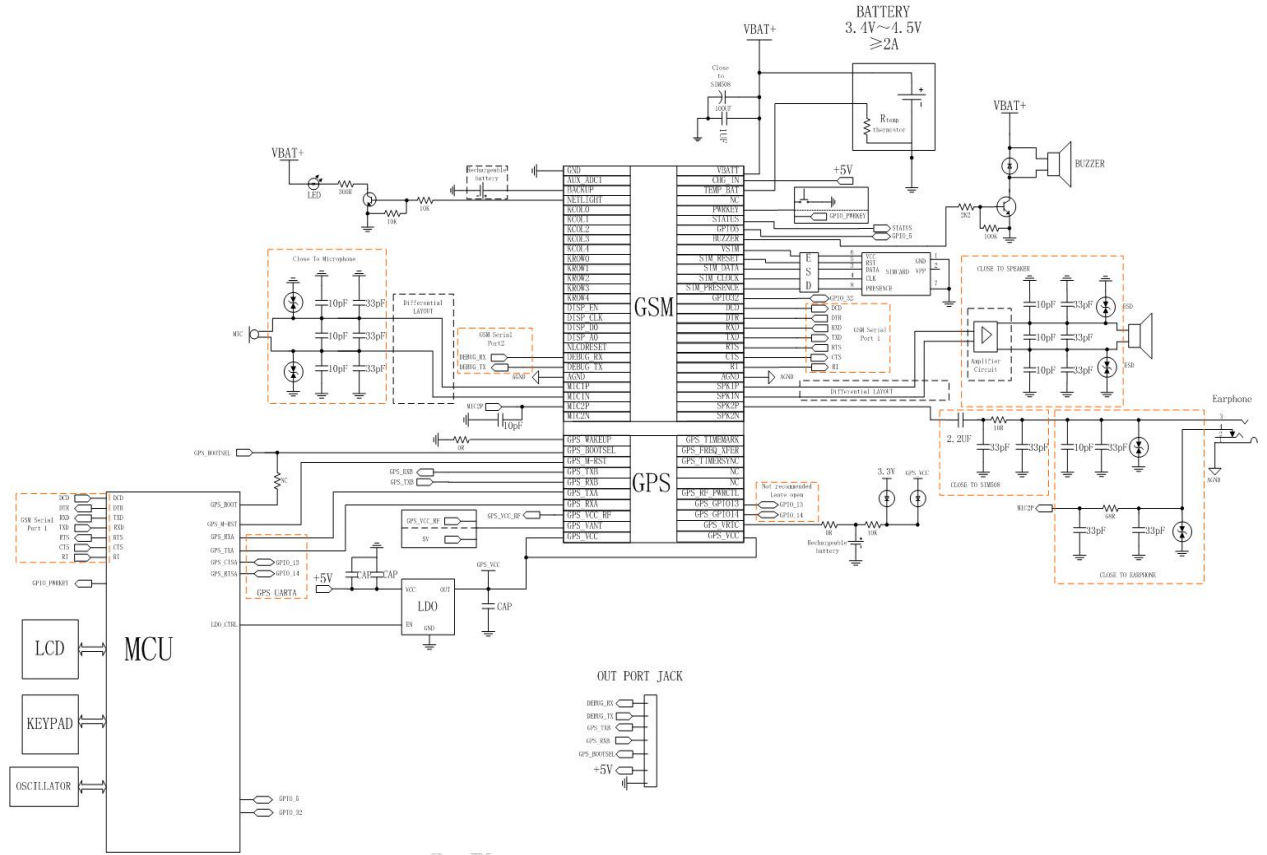 BATTERY
3.4V～4.5V
≥2A
VBAT+
Close
to
SIM508
100UF
1UF
Rtemp
thermistor
VBAT+
BUZZER
2K2
100K
VBAT+
LED
300R
10K
10K
Rechargeable
battery
+5V
GPIO_PWRKEY
STATUS
GPIO_5
GSM
GND
AUX_ADC1
BACKUP
NETLIGHT
KCOL0
KCOL1
KCOL2
KCOL3
KCOL4
KROW0
KROW1
KROW2
KROW3
KROW4
DISP_EN
DISP_CLK
DISP_DO
DISP_AO
NLCDRESET
DEBUG_RX
DEBUG_TX
AGND
MIC1P
MIC1N
MIC2P
MIC2N
VBATT
CHG_IN
TEMP_BAT
NC
PWRKEY
STATUS
GPIO5
BUZZER
VSIM
SIM_RESET
SIM_DATA
SIM_CLOCK
SIM_PRESENCE
GPIO32
DCD
DTR
RXD
TXD
RTS
CTS
RI
AGND
SPK1P
SPK1N
SPK2P
SPK2N
E
S
D
VCC
RST
DATA
CLK
PRESENCE
SIMCARD
GND
VPP
1
2
7
GPIO_32
DCD
DTR
RXD
TXD
RTS
CTS
RI
GSM Serial
Port 1
AGND
Differential LAYOUT
CLOSE TO SPEAKER
10pF
33pF
ESD
10pF
33pF
10pF
33pF
ESD
Amplifier
Circuit
Close To Microphone
10pF
33pF
10pF
33pF
10pF
33pF
MIC
Differential
LAYOUT
GSM Serial
Port2
DEBUG_RX
DEBUG_TX
AGND
MIC2P
10pF
Earphone
3
1
2
AGND
2.2UF
10R
33pF
33pF
CLOSE TO SIM508
10pF
33pF
MIC2P
68R
33pF
33pF
CLOSE TO EARPHONE
GPS
GPS_WAKEUP
GPS_BOOTSEL
GPS_M-RST
GPS_TXB
GPS_RXB
GPS_TXA
GPS_RXA
GPS_VCC_RF
GPS_VANT
GPS_VCC
GPS_TIMEMARK
GPS_FREQ_XFER
GPS_TIMERSYNC
NC
NC
GPS_RF_PWRCTL
GPS_GPIO13
GPS_GPIO14
GPS_VRTC
GPS_VCC
0R
GPS_BOOTSEL
NC
GPS_RXB
GPS_TXB
GPS_VCC_RF
GPS_VCC_RF
5V
Not recommended
Leave open
GPIO_13
GPIO_14
3.3V
GPS_VCC
0R
10K
Rechargeable
battery
MCU
DCD
DTR
RXD
TXD
RTS
CTS
RI
GSM Serial
Port 1
DCD
DTR
TXD
RXD
RTS
CTS
RI
GPIO_PWRKET
GPS_BOOT
GPS_M-RST
GPS_RXA
GPS_TXA
GPS_CTSA
GPS_RTSA
LDO_CTRL
GPIO_13
GPIO_14
GPS UARTA
+5V
CAP
CAP
VCC
OUT
LDO
EN
GND
GPS_VCC
CAP
LCD
KEYPAD
OSCILLATOR
GPIO_5
GPIO_32
OUT PORT JACK
DEBUG_RX
DEBUG_TX
GPS_TXB
GPS_RXB
GPS_BOOTSEL
+5V